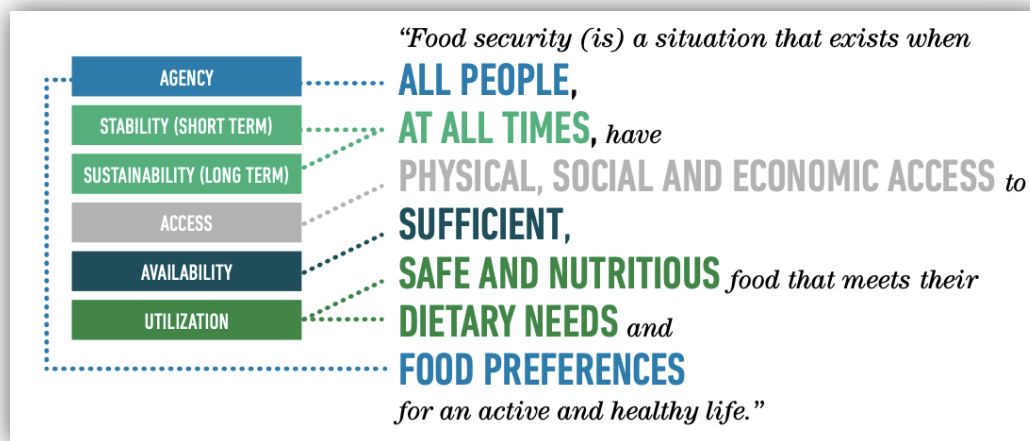 “Food security (is) a situation that exists when
AGENCY
ALL PEOPLE,
STABILITY (SHORT TERM)
AT ALL TIMES, have
SUSTAINABILITY (LONG TERM)
PHYSICAL, SOCIAL AND ECONOMIC ACCESS to
ACCESS
SUFFICIENT,
AVAILABILITY
SAFE AND NUTRITIOUS food that meets their
UTILIZATION
DIETARY NEEDS and
FOOD PREFERENCES
for an active and healthy life.”